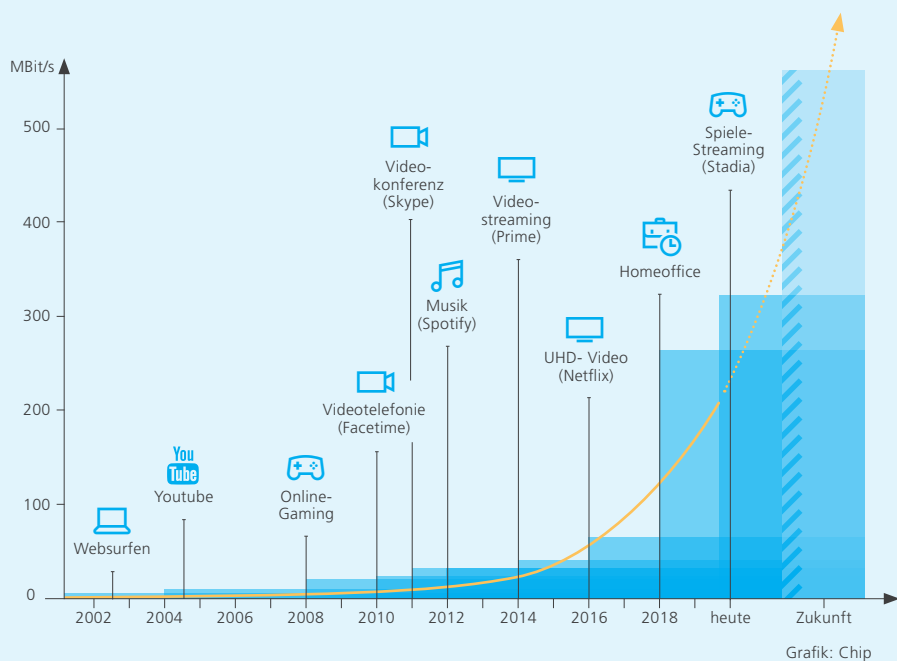 MBit/s
500
400
300
200
100
0
Websurfen
You
Tube
Youtube
Online-
Gaming
Videotelefonie
(Facetime)
Video-
konferenz
(Skype)
Musik
(Spotify)
Video-
streaming
(Prime)
UHD- Video
(Netflix)
Homeoffice
Spiele-
Streaming
(Stadia)
2002
2004
2006
2008
2010
2012
2014
2016
2018
heute
Zukunft
Grafik: Chip